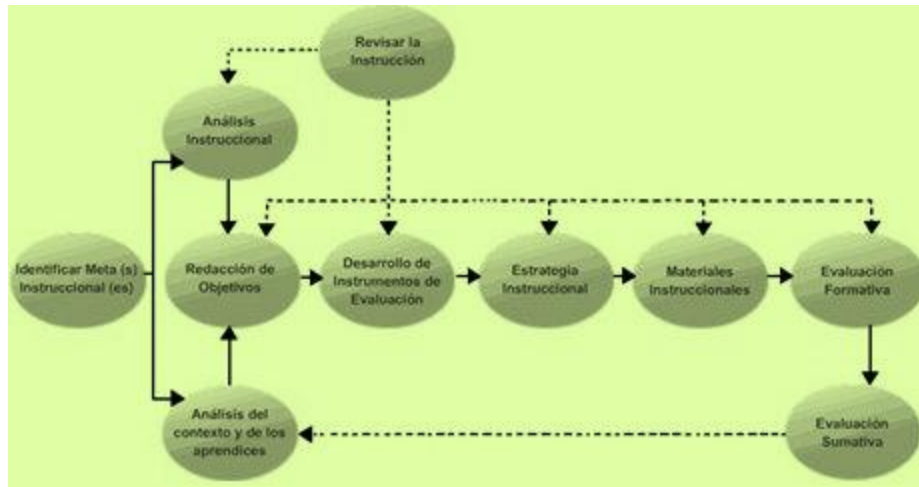 Revisar la
Instrucción
Análisis
Instruccional
Identificar Meta (s)
Instruccional (es)
Redacción de
Objetivos
Desarrollo de
Instrumentos de
Evaluación
Estrategia
Instruccional
Materiales
Instruccionales
Evaluación
Formativa
Análisis del
contexto y de los
aprendices
Evaluación
Sumativa